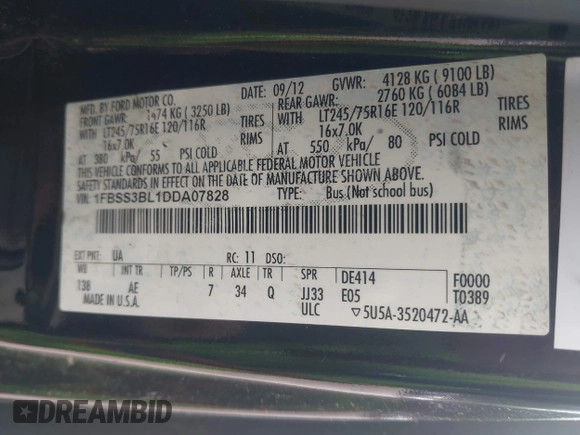 MFD. BY FORD MOTOR CO.
DATE: 09/12 GVWR: 4128 KG ( 9100 LB)
FRONT GAWR: 1474 KG ( 3250 LB)
REAR GAWR: 2760 KG ( 6084 LB)
WITH LT245/75R16E 120/116R TIRES
WITH LT245/75R16E 120/116R TIRES
16x7.0K RIMS
16x7.0K RIMS
AT 380 kPa/ 55 PSI COLD
AT 550 kPa/ 80 PSI COLD
THIS VEHICLE CONFORMS TO ALL APPLICABLE FEDERAL MOTOR VEHICLE
SAFETY STANDARDS IN EFFECT ON THE DATE OF MANUFACTURE SHOWN ABOVE.
VIN: 1FBSS3BL1DDA07828
TYPE: Bus (Not school bus)
EXT PNT: UA RC: 11 DSO:
WB INT TR TP/PS R AXLE TR SPR DE414 F0000
138 AE 7 34 Q JJ33 E05 T0389
MADE IN U.S.A. ULC ▽5U5A-3520472-AA
DREAMBID